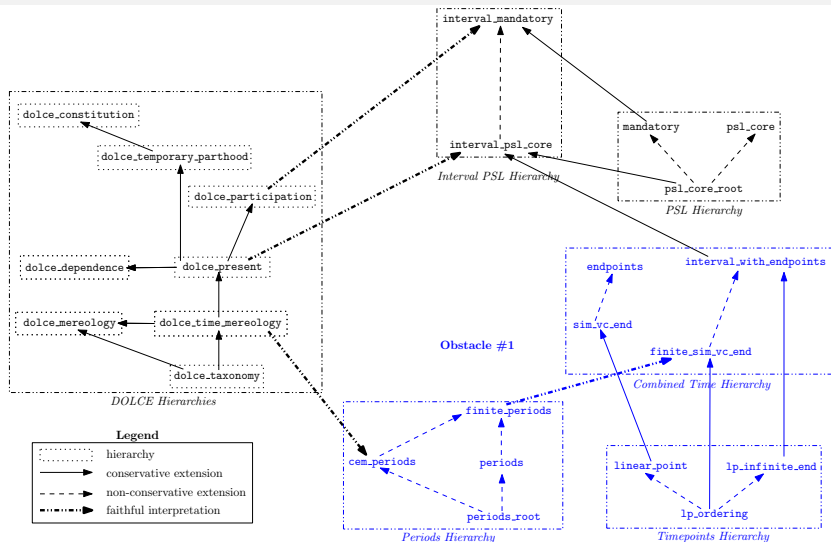 interval_mandatory
dolce_constitution
mandatory
psl_core
interval_psl_core
dolce_temporary_parthood
Interval PSL Hierarchy
dolce_participation
psl_core_root
PSL Hierarchy
dolce_dependence
dolce_present
endpoints
interval_with_endpoints
dolce_mereology
dolce_time_mereology
sim_vc_end
Obstacle #1
finite_sim_vc_end
dolce_taxonomy
Combined Time Hierarchy
DOLCE Hierarchies
finite_periods
Legend
hierarchy
conservative extension
non-conservative extension
faithful interpretation
cem_periods
periods
linear_point
lp_infinite_end
periods_root
lp_ordering
Periods Hierarchy
Timepoints Hierarchy